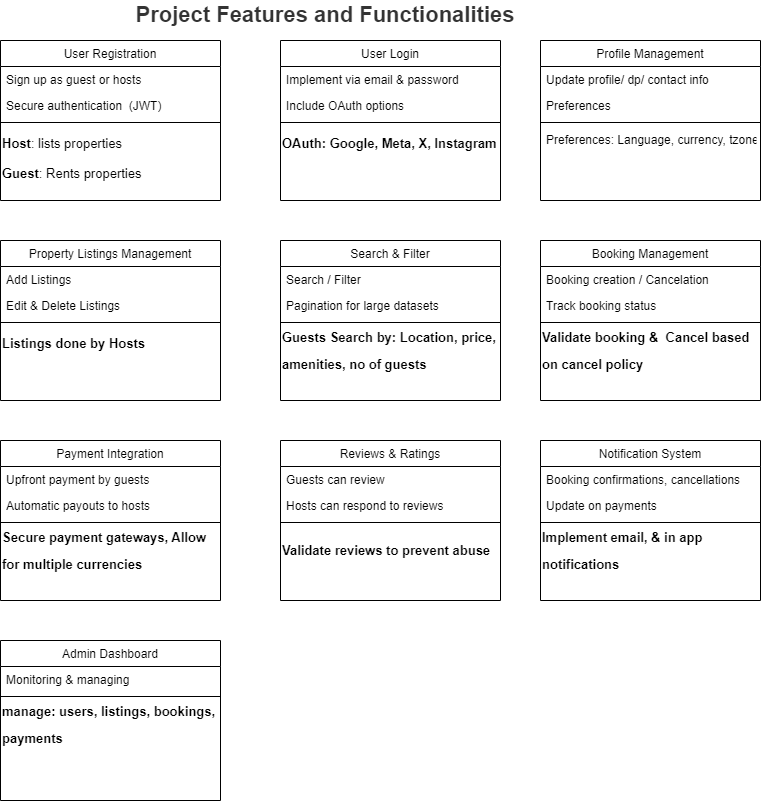 Project Features and Functionalities
User Registration
Sign up as guest or hosts
Secure authentication (JWT)
Host: lists properties
Guest: Rents properties
User Login
Implement via email & password
Include OAuth options
OAuth: Google, Meta, X, Instagram
Profile Management
Update profile/ dp/ contact info
Preferences
Preferences: Language, currency, tzone
Property Listings Management
Add Listings
Edit & Delete Listings
Listings done by Hosts
Search & Filter
Search / Filter
Pagination for large datasets
Guests Search by: Location, price,
amenities, no of guests
Booking Management
Booking creation / Cancelation
Track booking status
Validate booking & Cancel based
on cancel policy
Payment Integration
Upfront payment by guests
Automatic payouts to hosts
Secure payment gateways, Allow
for multiple currencies
Reviews & Ratings
Guests can review
Hosts can respond to reviews
Validate reviews to prevent abuse
Notification System
Booking confirmations, cancellations
Update on payments
Implement email, & in app
notifications
Admin Dashboard
Monitoring & managing
manage: users, listings, bookings,
payments